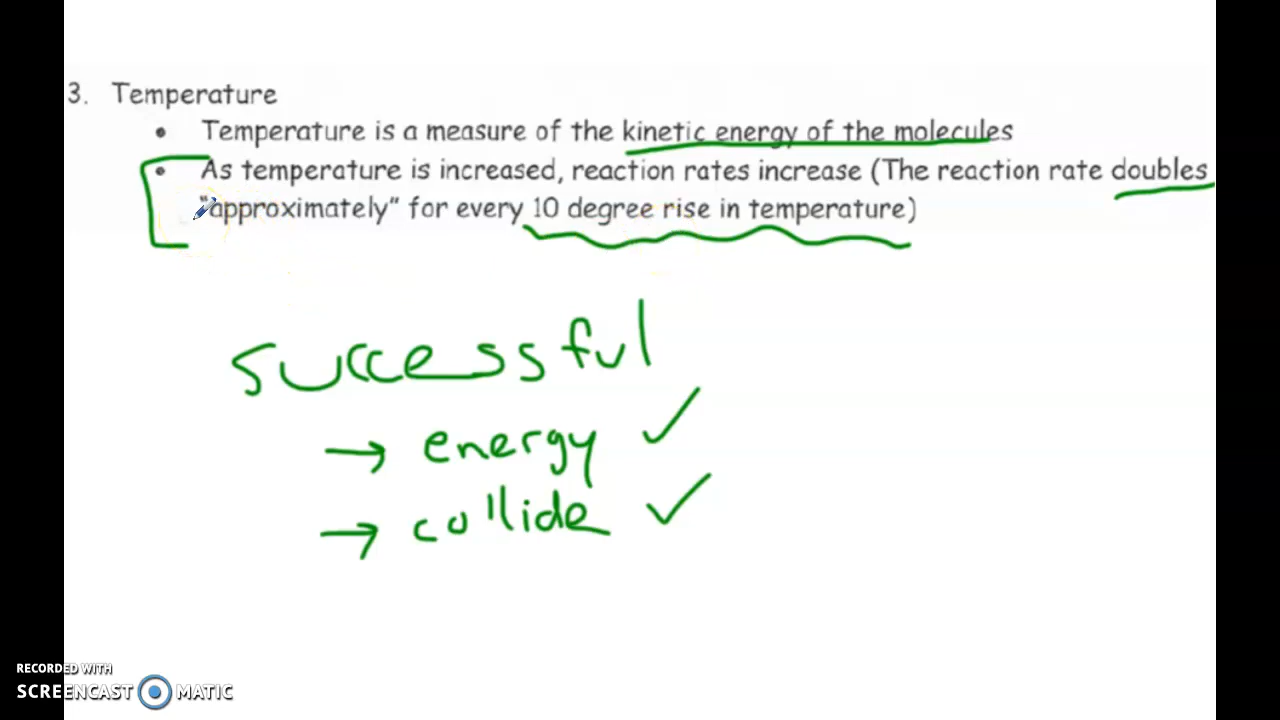 3. Temperature
• Temperature is a measure of the kinetic energy of the molecules
• As temperature is increased, reaction rates increase (The reaction rate doubles
"approximately" for every 10 degree rise in temperature)
successful
→ energy ✓
→ collide ✓
RECORDED WITH
SCREENCAST MATIC